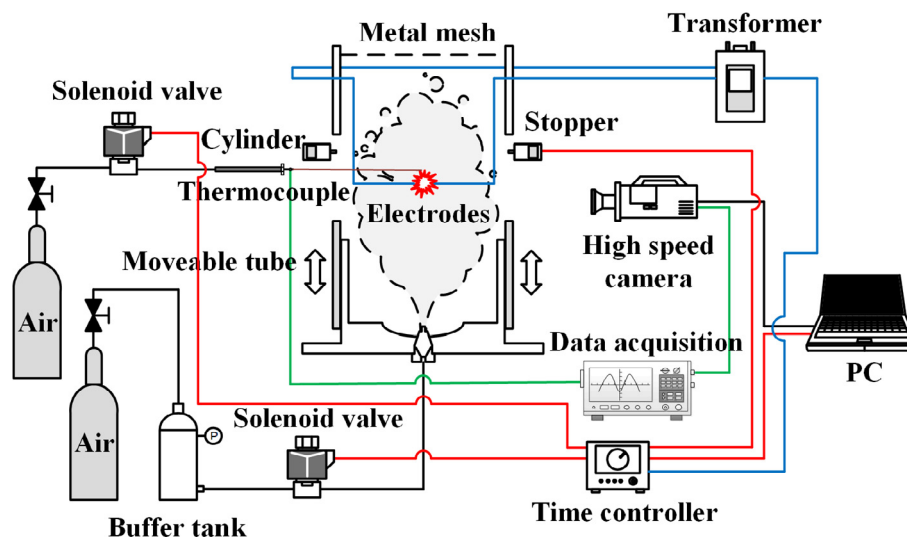 Transformer
Metal mesh
Solenoid valve
Cylinder
Stopper
Thermocouple
Electrodes
High speed
camera
Moveable tube
Air
Data acquisition
PC
Air
Solenoid valve
P
Time controller
Buffer tank